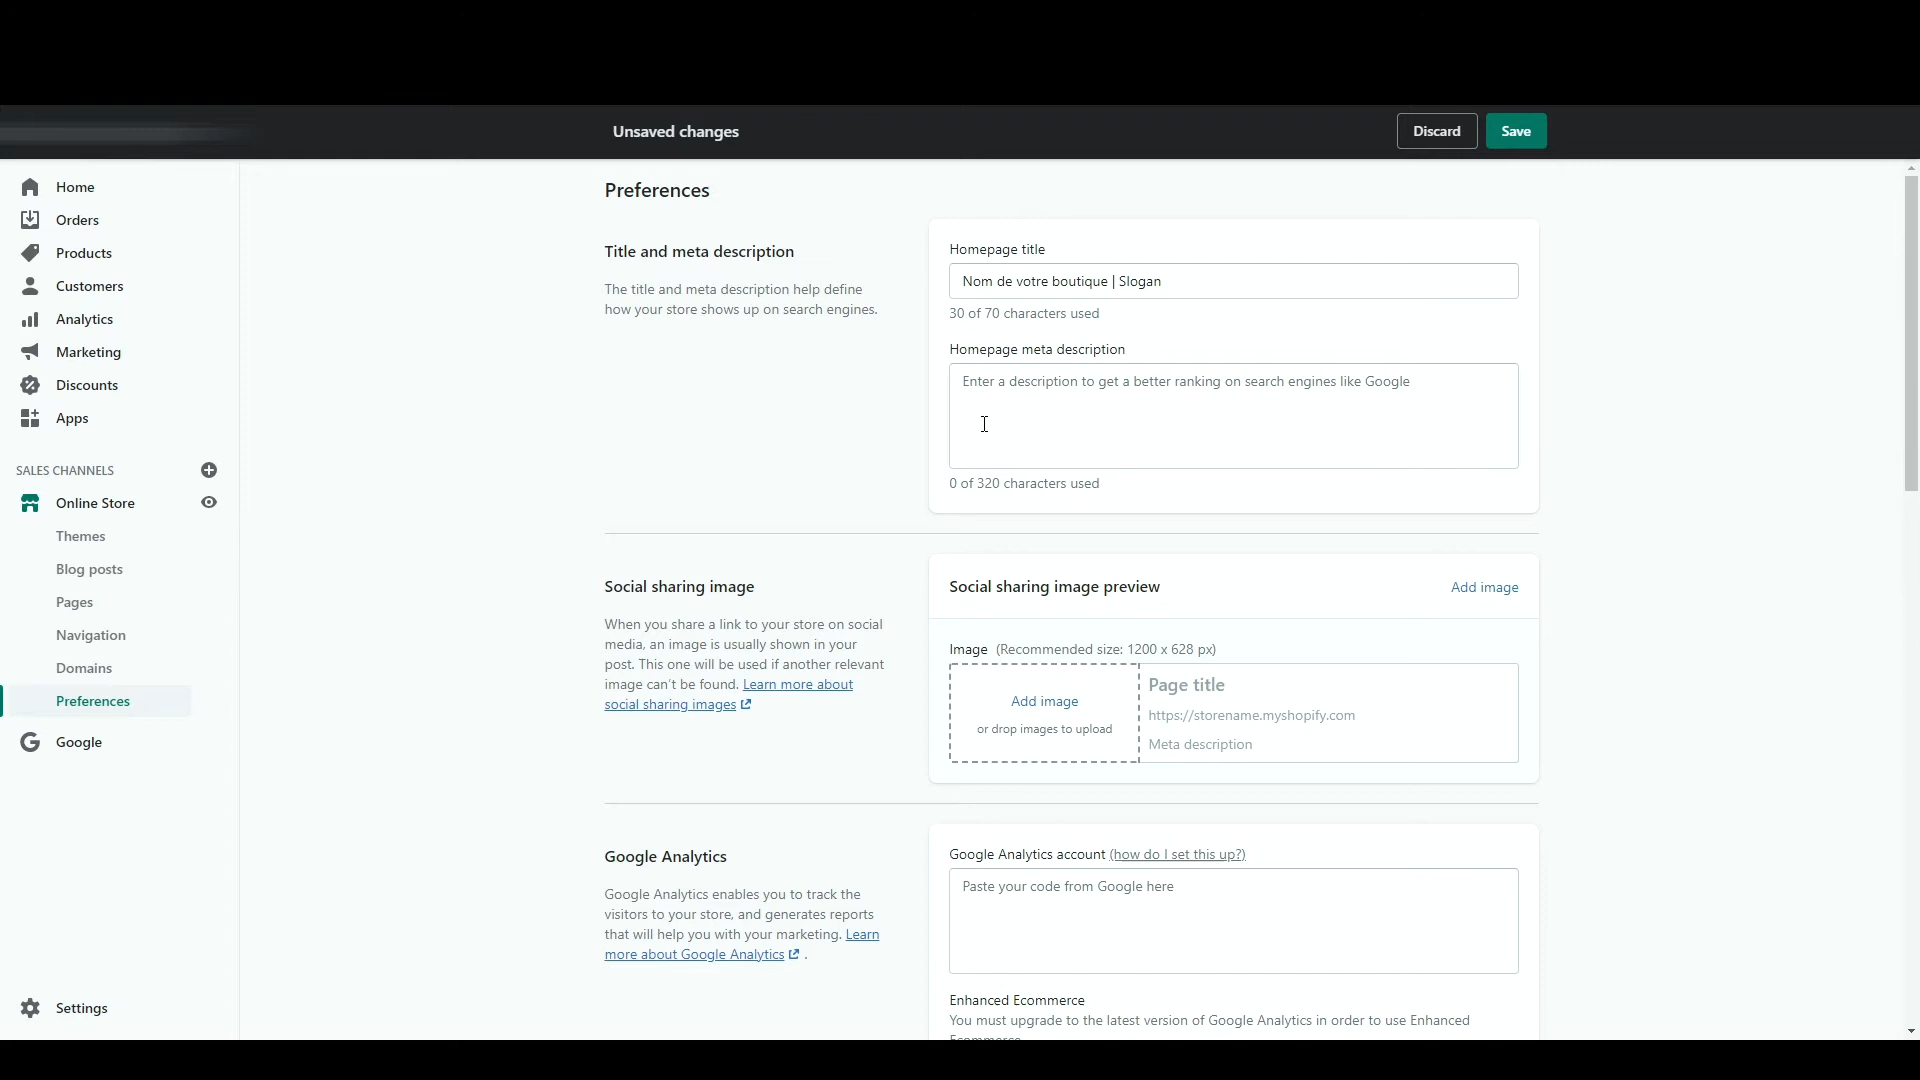 Unsaved changes
Discard
Save
Home
Orders
Products
Customers
Analytics
Marketing
Discounts
Apps
SALES CHANNELS
Online Store
Themes
Blog posts
Pages
Navigation
Domains
Preferences
Google
Settings
Preferences
Title and meta description
The title and meta description help define
how your store shows up on search engines.
Homepage title
Nom de votre boutique | Slogan
30 of 70 characters used
Homepage meta description
Enter a description to get a better ranking on search engines like Google
0 of 320 characters used
Social sharing image
When you share a link to your store on social
media, an image is usually shown in your
post. This one will be used if another relevant
image can't be found. Learn more about
social sharing images
Social sharing image preview
Add image
Image (Recommended size: 1200 x 628 px)
Add image
or drop images to upload
Page title
https://storename.myshopify.com
Meta description
Google Analytics
Google Analytics enables you to track the
visitors to your store, and generates reports
that will help you with your marketing. Learn
more about Google Analytics .
Google Analytics account (how do I set this up?)
Paste your code from Google here
Enhanced Ecommerce
You must upgrade to the latest version of Google Analytics in order to use Enhanced
Ecommerce